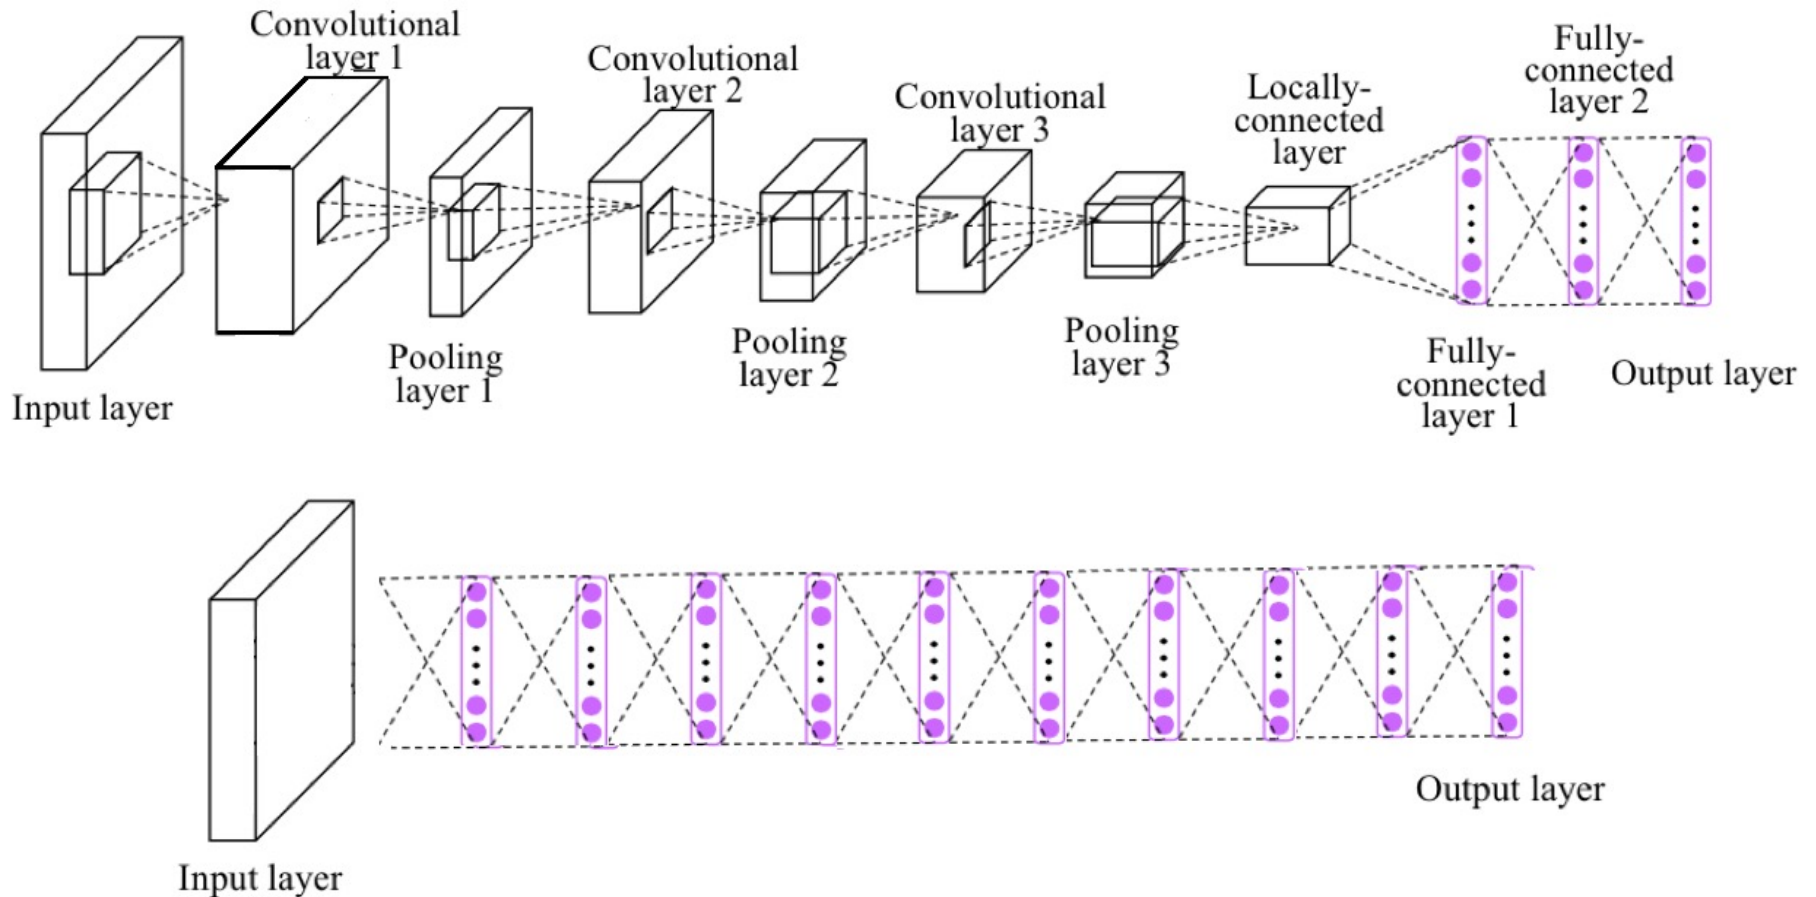 Convolutional
layer 1
Convolutional
layer 2
Convolutional
layer 3
Locally-
connected
layer
Fully-
connected
layer 2
Input layer
Pooling
layer 1
Pooling
layer 2
Pooling
layer 3
Fully-
connected
layer 1
Output layer
Input layer
Output layer